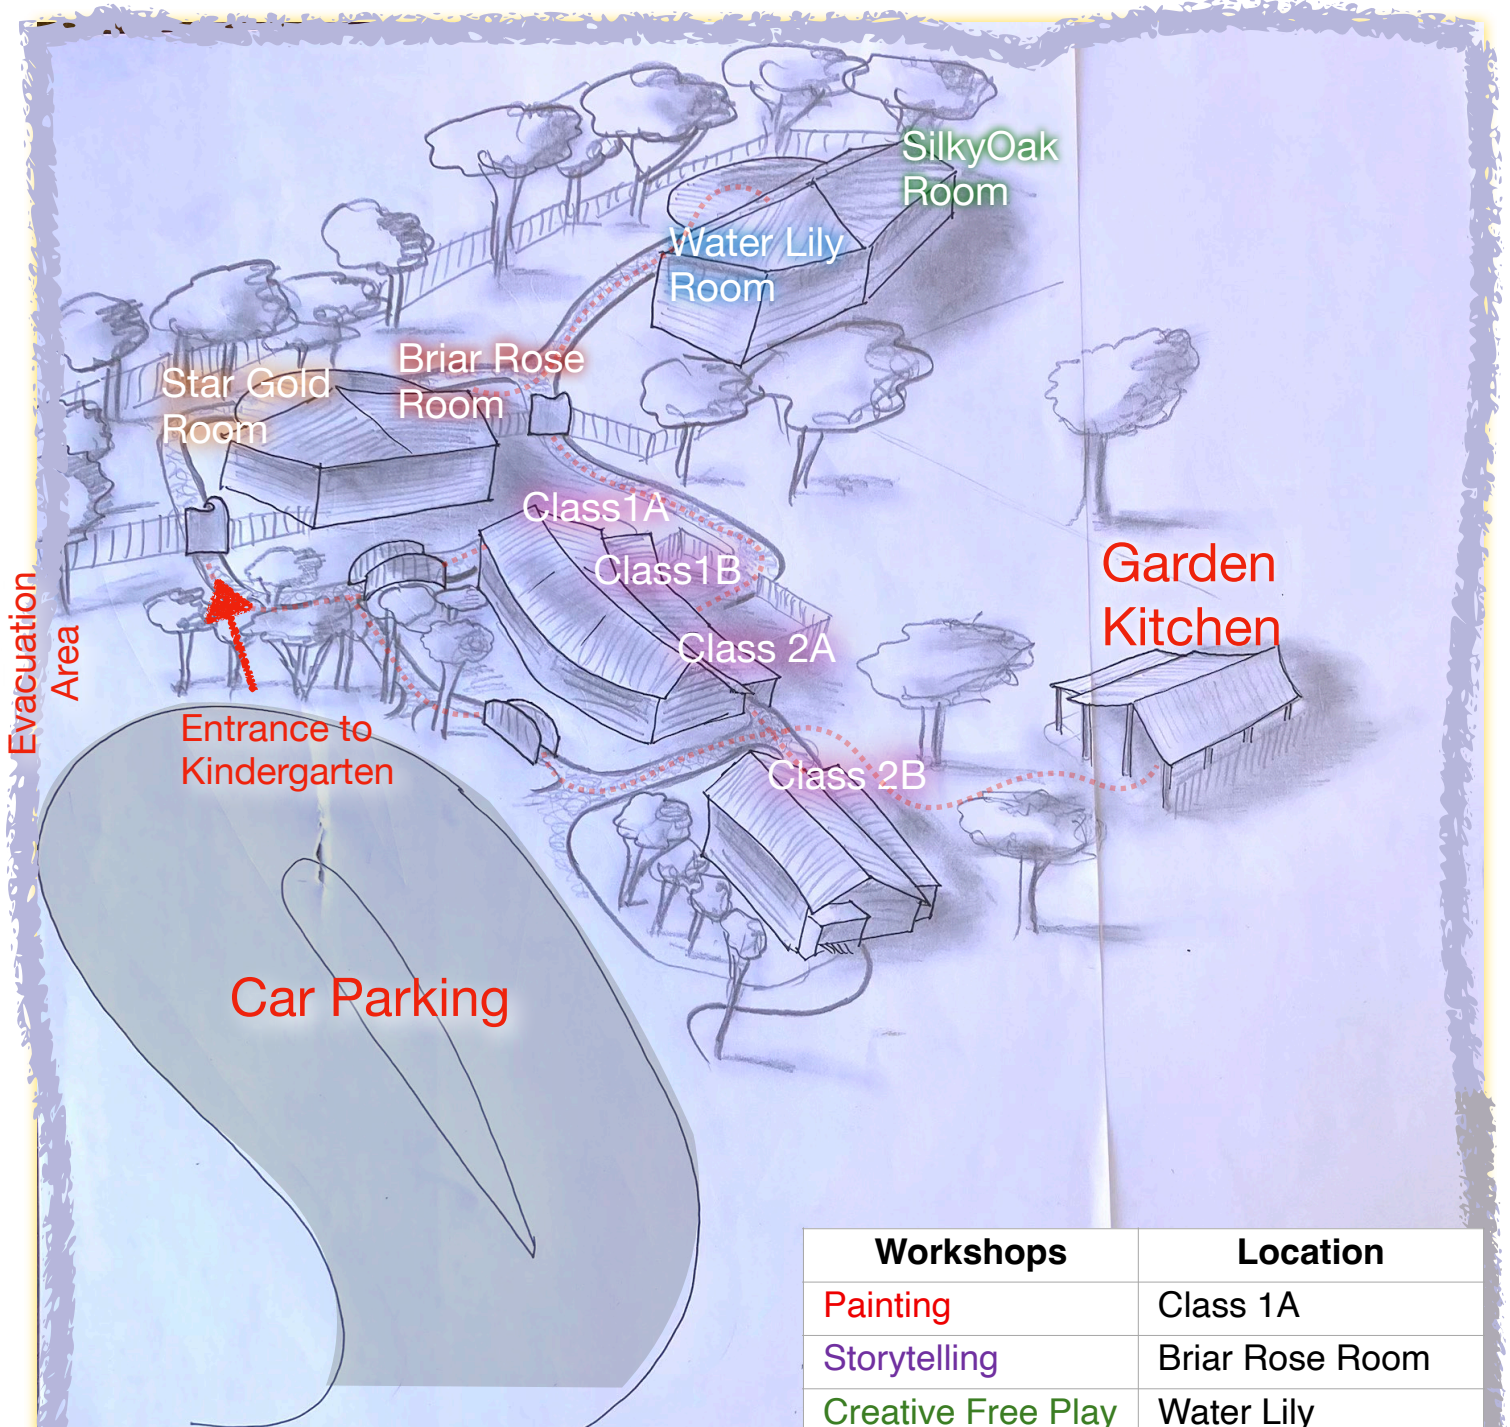 SilkyOak
Room
Water Lily
Room
Briar Rose
Room
Star Gold
Room
Class1A
Class1B
Class 2A
Class 2B
Garden
Kitchen
Evacuation
Area
Entrance to
Kindergarten
Car Parking
Workshops Location
Painting Class 1A
Storytelling Briar Rose Room
Creative Free Play Water Lily